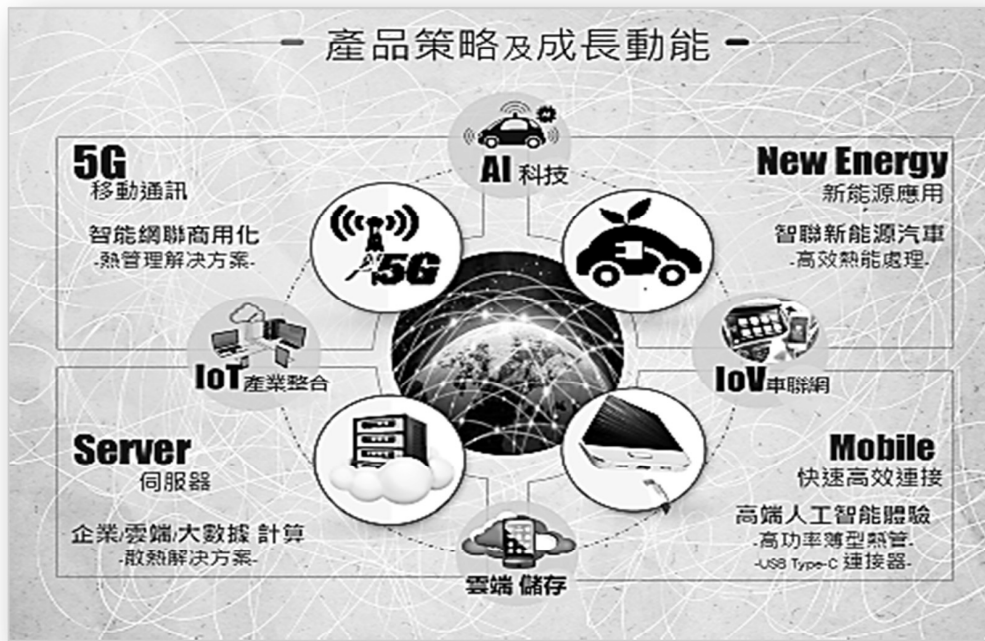 產品策略及成長動能
AI 科技
5G
移動通訊
智能網聯商用化
-熱管理解決方案-
5G
New Energy
新能源應用
智聯新能源汽車
-高效熱能處理-
IoT產業整合
IoV車聯網
Server
伺服器
企業/雲端/大數據 計算
-散熱解決方案-
Mobile
快速高效連接
高端人工智能體驗
-高功率薄型熱管-
-USB Type-C 連接器-
雲端 儲存